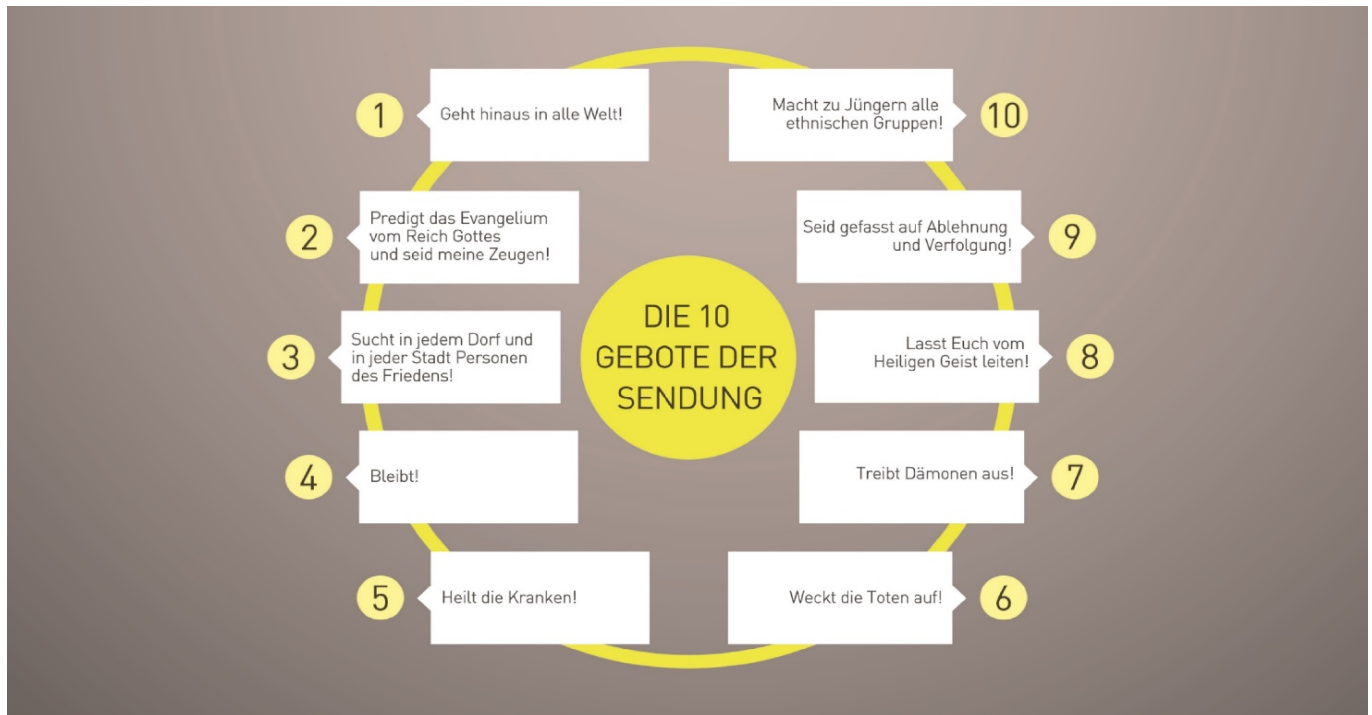 1
Geht hinaus in alle Welt!
2
Predigt das Evangelium
vom Reich Gottes
und seid meine Zeugen!
3
Sucht in jedem Dorf und
in jeder Stadt Personen
des Friedens!
4
Bleibt!
5
Heilt die Kranken!
DIE 10
GEBOTE DER
SENDUNG
Weckt die Toten auf!
6
Treibt Dämonen aus!
7
Lasst Euch vom
Heiligen Geist leiten!
8
Seid gefasst auf Ablehnung
und Verfolgung!
9
Macht zu Jüngern alle
ethnischen Gruppen!
10